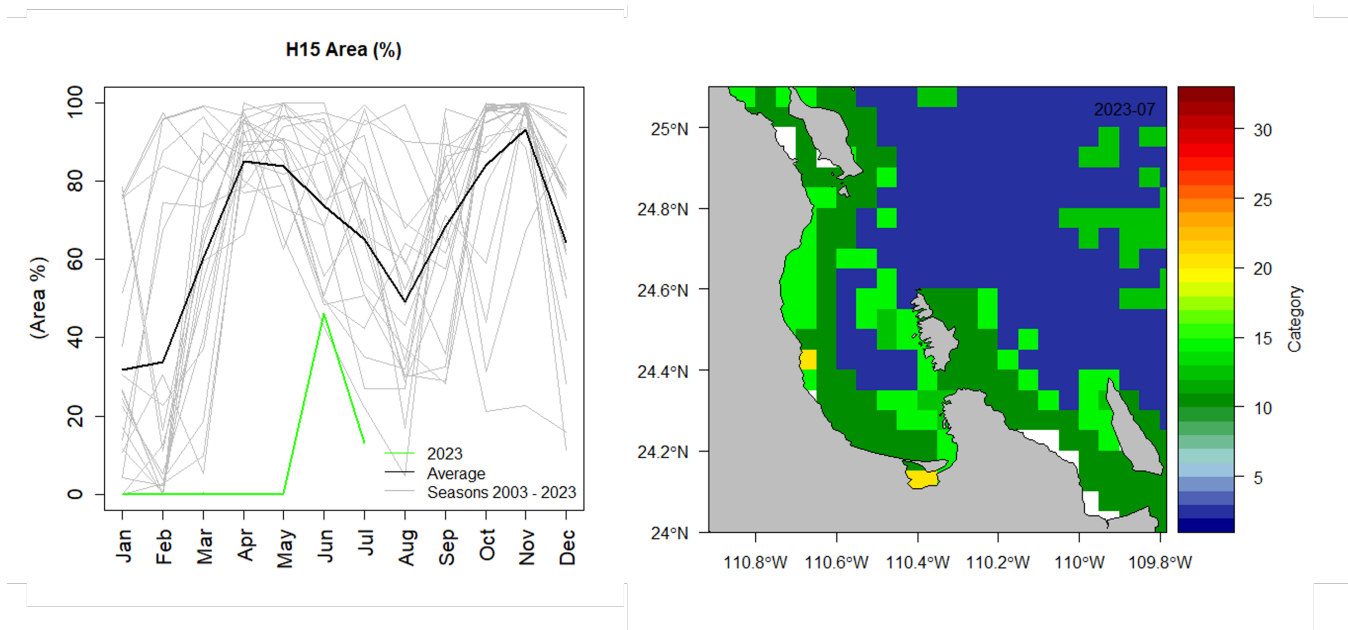 H15 Area (%)
(Area %)
100
80
60
40
20
0
2023
Average
Seasons 2003 - 2023
Jan Feb Mar Apr May Jun Jul Aug Sep Oct Nov Dec
2023-07
25°N
24.8°N
24.6°N
24.4°N
24.2°N
24°N
110.8°W 110.6°W 110.4°W 110.2°W 110°W 109.8°W
30
25
20
15
10
5
Category